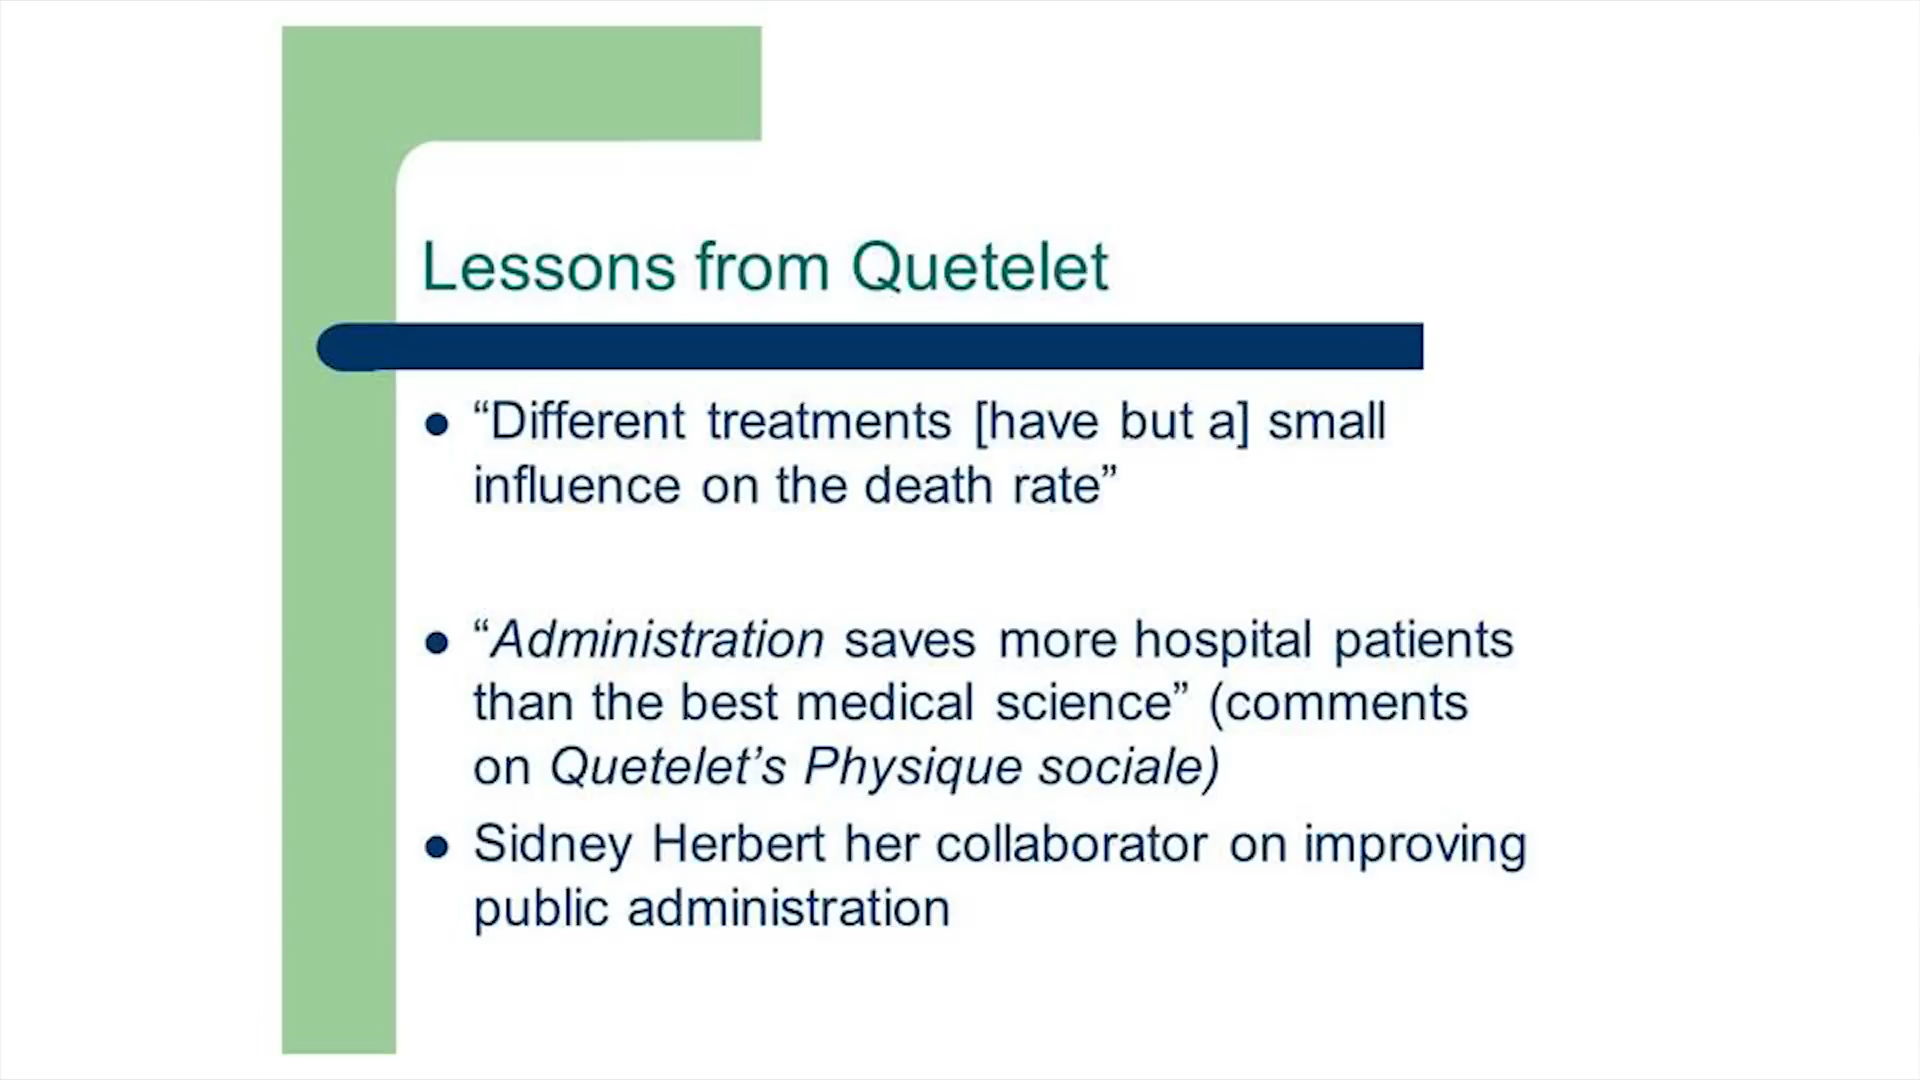 Lessons from Quetelet
“Different treatments [have but a] small
influence on the death rate”
“Administration saves more hospital patients
than the best medical science” (comments
on Quetelet’s Physique sociale)
Sidney Herbert her collaborator on improving
public administration